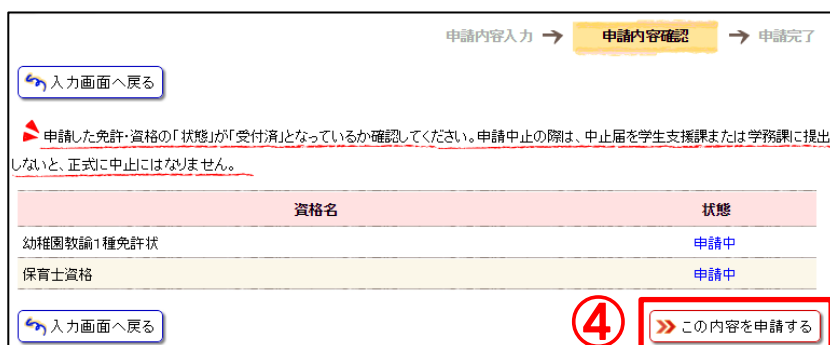 申請内容入力 → 申請内容確認 → 申請完了
入力画面へ戻る
申請した免許・資格の「状態」が「受付済」となっているか確認してください。申請中止の際は、中止届を学生支援課または学務課に提出
しないと、正式に中止にはなりません。
資格名 状態
幼稚園教諭1種免許状 申請中
保育士資格 申請中
入力画面へ戻る ④ この内容を申請する